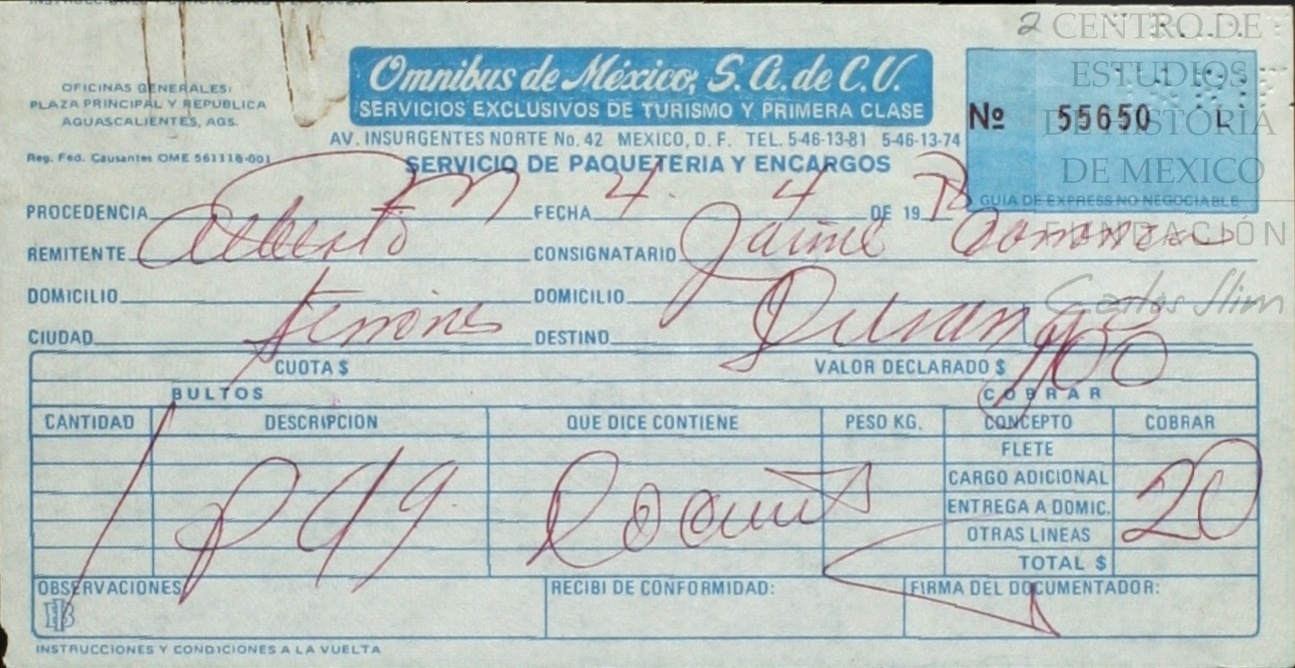 2 CENTRO DE
ESTUDIOS
DE HISTORIA
DE MEXICO
FUNDACIÓN
Carlos Slim
OFICINAS GENERALES:
PLAZA PRINCIPAL Y REPUBLICA
AGUASCALIENTES, AGS.
Reg. Fed. Causantes OME 561118-001
Omnibus de México, S. A. de C. V.
SERVICIOS EXCLUSIVOS DE TURISMO Y PRIMERA CLASE
AV. INSURGENTES NORTE No. 42 MEXICO, D. F. TEL. 5-46-13-81 5-46-13-74
SERVICIO DE PAQUETERIA Y ENCARGOS
Nº 55650 L
GUIA DE EXPRESS NO NEGOCIABLE
PROCEDENCIA FECHA 4. 4 DE 19
REMITENTE Alberto CONSIGNATARIO Jaime
DOMICILIO DOMICILIO
CIUDAD DESTINO Durango
CUOTA $ VALOR DECLARADO $ 100
BULTOS COBRAR
CANTIDAD DESCRIPCION QUE DICE CONTIENE PESO KG. CONCEPTO COBRAR
FLETE
CARGO ADICIONAL
ENTREGA A DOMIC.
OTRAS LINEAS
1 20
TOTAL $
OBSERVACIONES RECIBI DE CONFORMIDAD: FIRMA DEL DOCUMENTADOR:
INSTRUCCIONES Y CONDICIONES A LA VUELTA